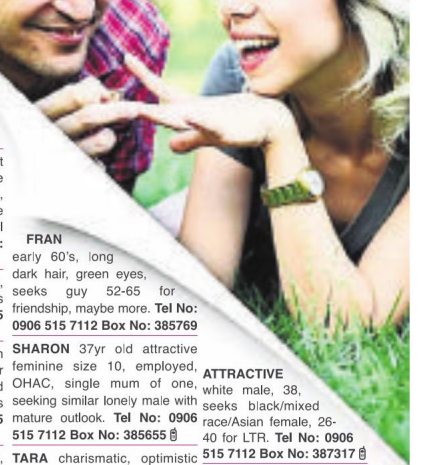 FRAN
early 60's, long
dark hair, green eyes,
seeks guy 52-65 for
friendship, maybe more. Tel No:
0906 515 7112 Box No: 385769
SHARON 37yr old attractive
feminine size 10, employed,
OHAC, single mum of one,
seeking similar lonely male with
mature outlook. Tel No: 0906
515 7112 Box No: 385655
TARA charismatic, optimistic
ATTRACTIVE
white male, 38,
seeks black/mixed
race/Asian female, 26-
40 for LTR. Tel No: 0906
515 7112 Box No: 387317